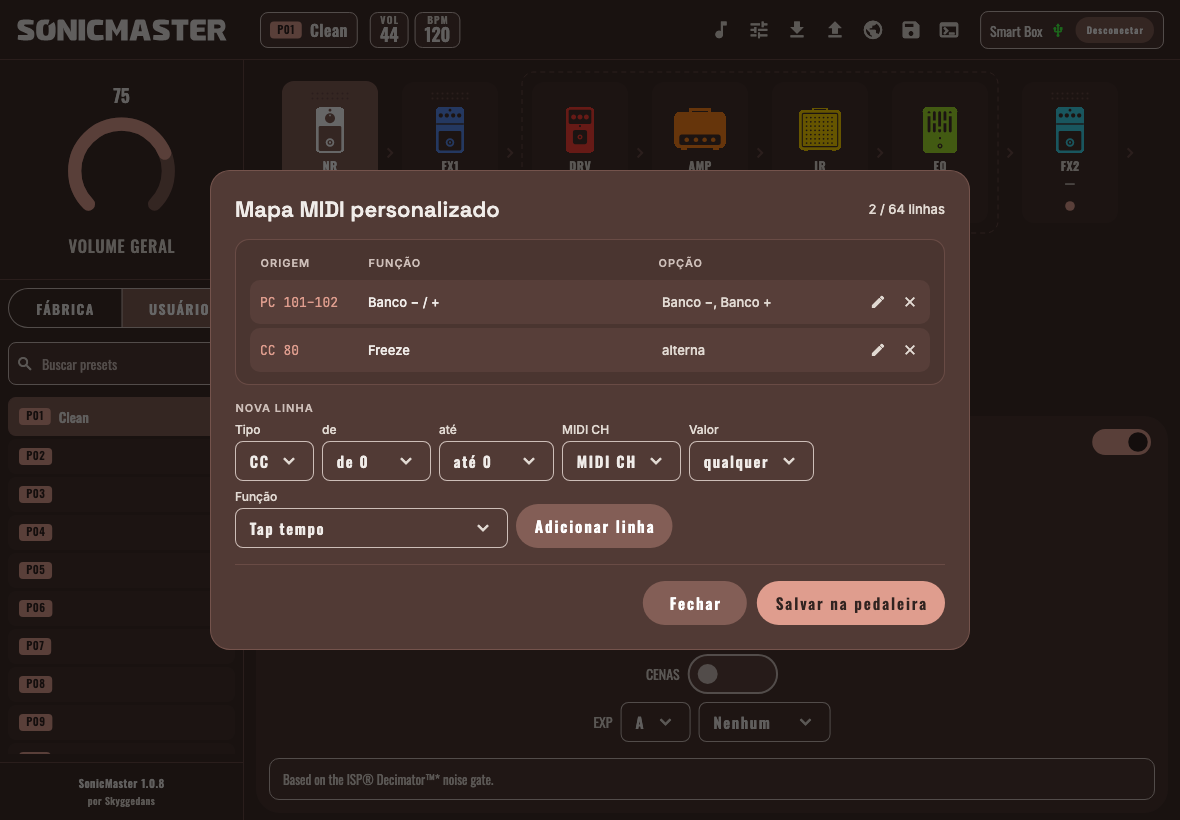 SONICMASTER
P01 Clean
VOL
44
BPM
120
Smart Box
Desconectar
75
VOLUME GERAL
NR
FX1
DRV
AMP
IR
EQ
FX2
FÁBRICA
USUÁRIO
Buscar presets
P01 Clean
P02
P03
P04
P05
P06
P07
P08
P09
SonicMaster 1.0.8
por Skyggedans
Mapa MIDI personalizado
2 / 64 linhas
ORIGEM FUNÇÃO OPÇÃO
PC 101–102 Banco − / + Banco −, Banco +
CC 80 Freeze alterna
NOVA LINHA
Tipo de até MIDI CH Valor
CC de 0 até 0 MIDI CH qualquer
Função
Tap tempo Adicionar linha
Fechar Salvar na pedaleira
CENAS
EXP A Nenhum
Based on the ISP® Decimator™* noise gate.